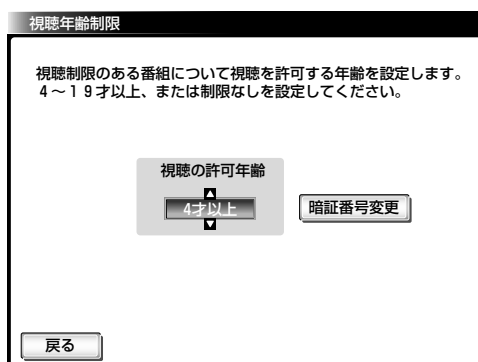 視聴年齢制限
視聴制限のある番組について視聴を許可する年齢を設定します。
４～１９才以上、または制限なしを設定してください。
視聴の許可年齢
4才以上
暗証番号変更
戻る